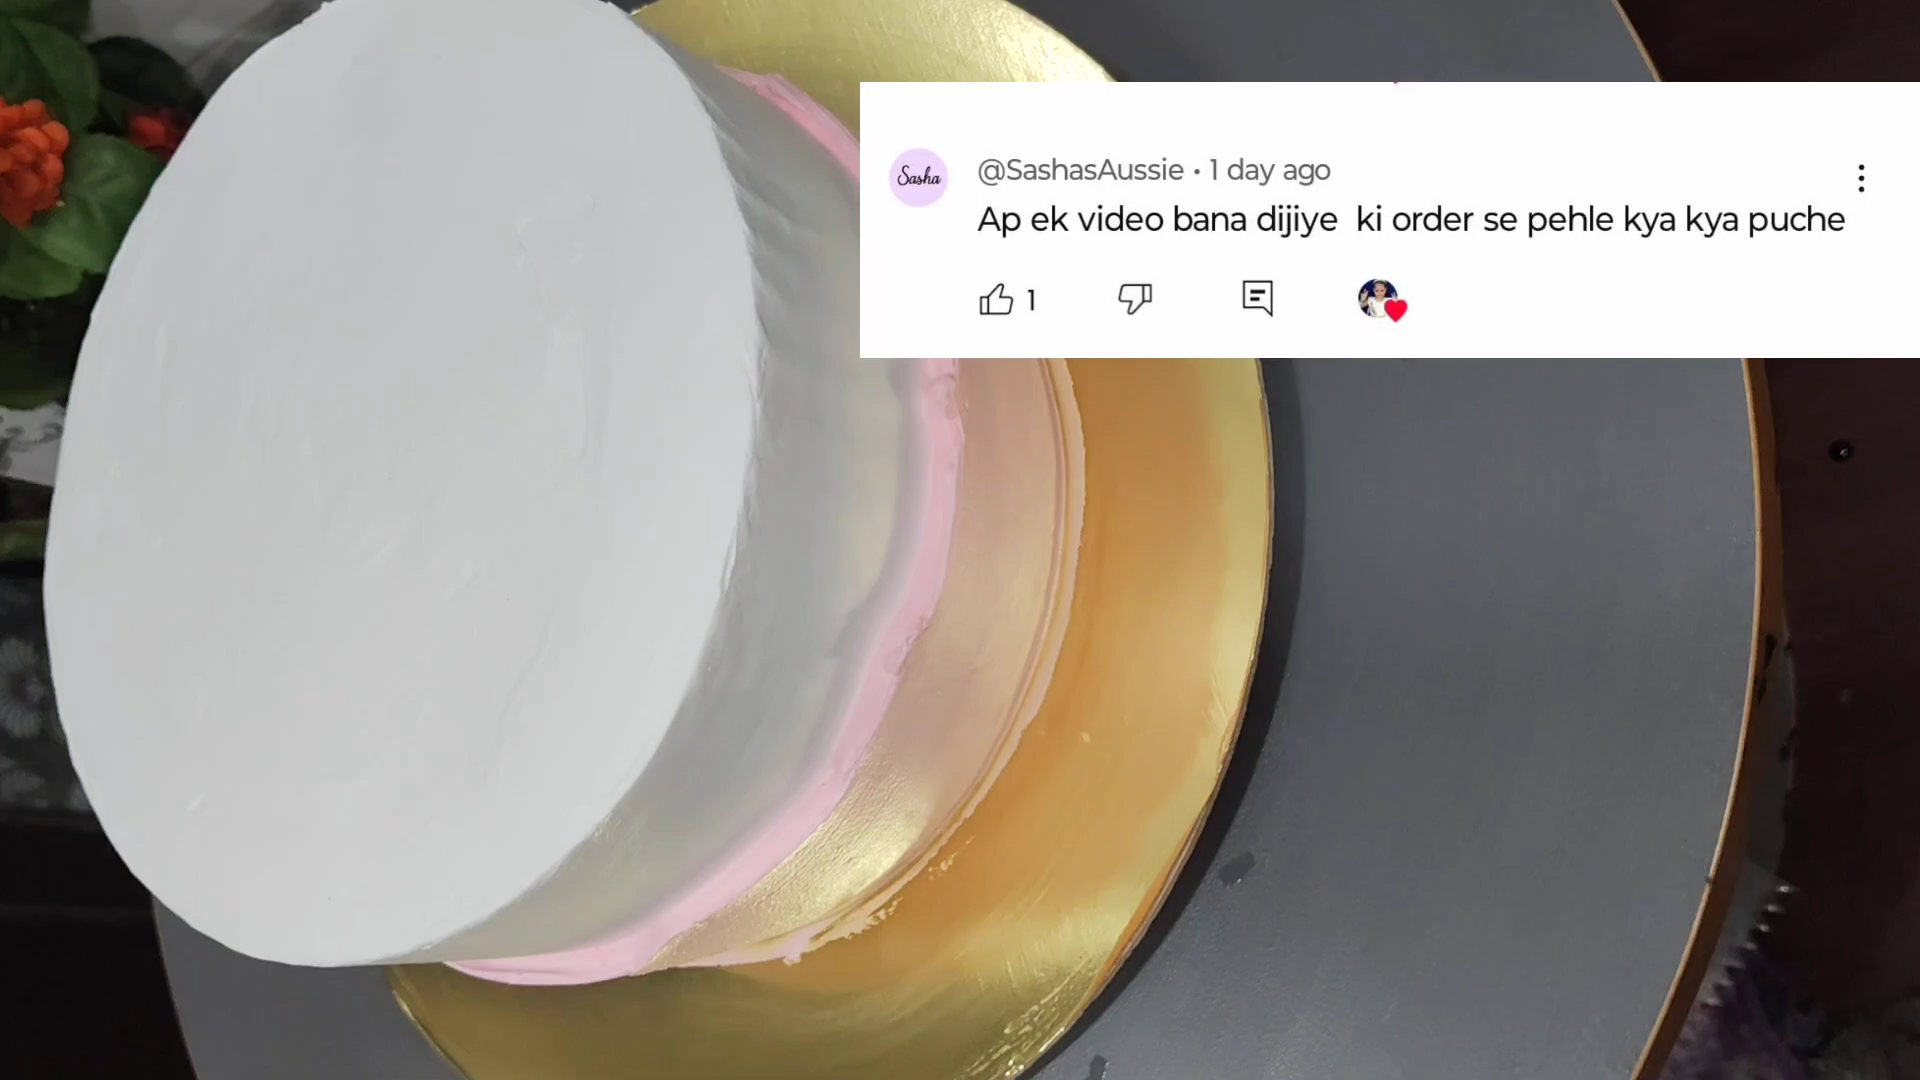 Sasha
@SashasAussie • 1 day ago
Ap ek video bana dijiye ki order se pehle kya kya puche
1